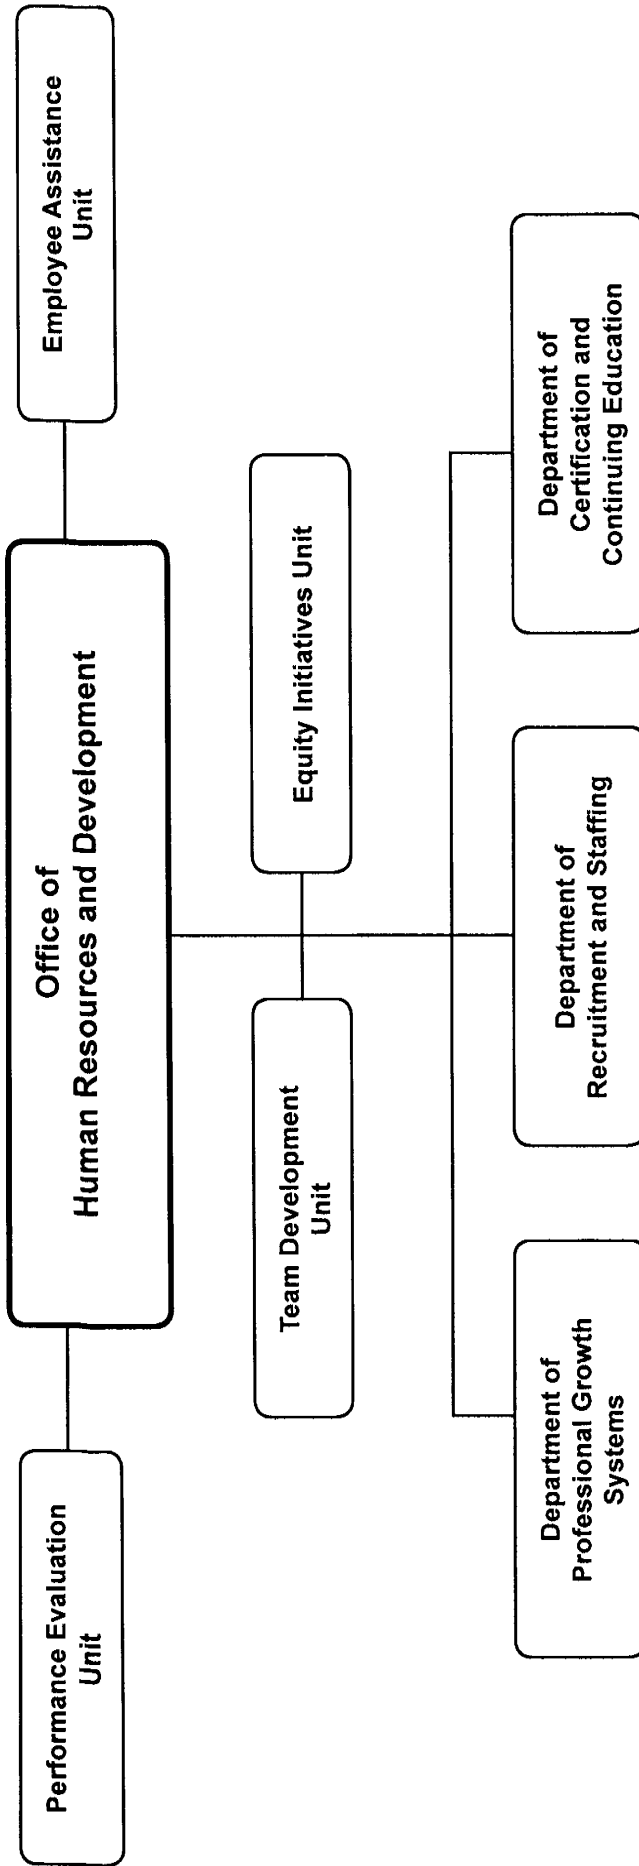 Office of
Human Resources and Development
Performance Evaluation
Unit
Employee Assistance
Unit
Team Development
Unit
Equity Initiatives Unit
Department of
Professional Growth
Systems
Department of
Recruitment and Staffing
Department of
Certification and
Continuing Education